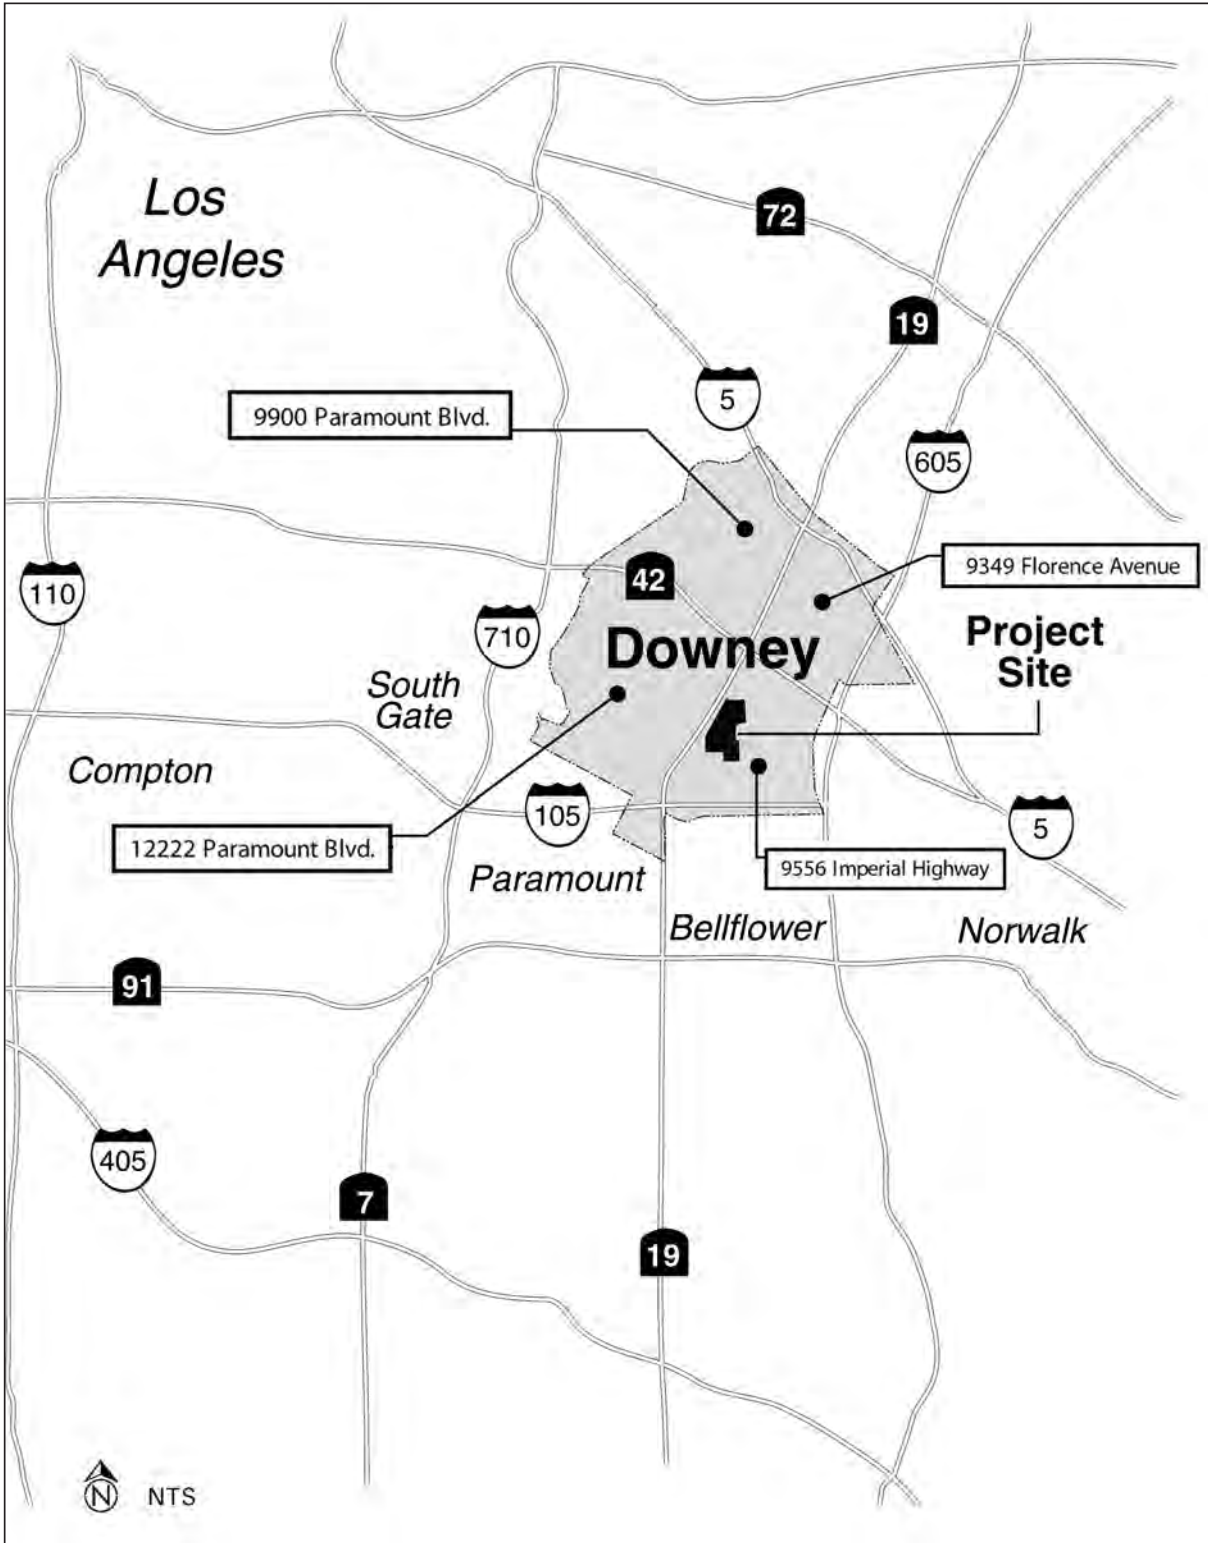 Los
Angeles
72
19
5
9900 Paramount Blvd.
605
9349 Florence Avenue
42
110
710
Downey
Project
Site
South
Gate
Compton
105
5
12222 Paramount Blvd.
9556 Imperial Highway
Paramount
Bellflower
Norwalk
91
405
7
19
N
NTS